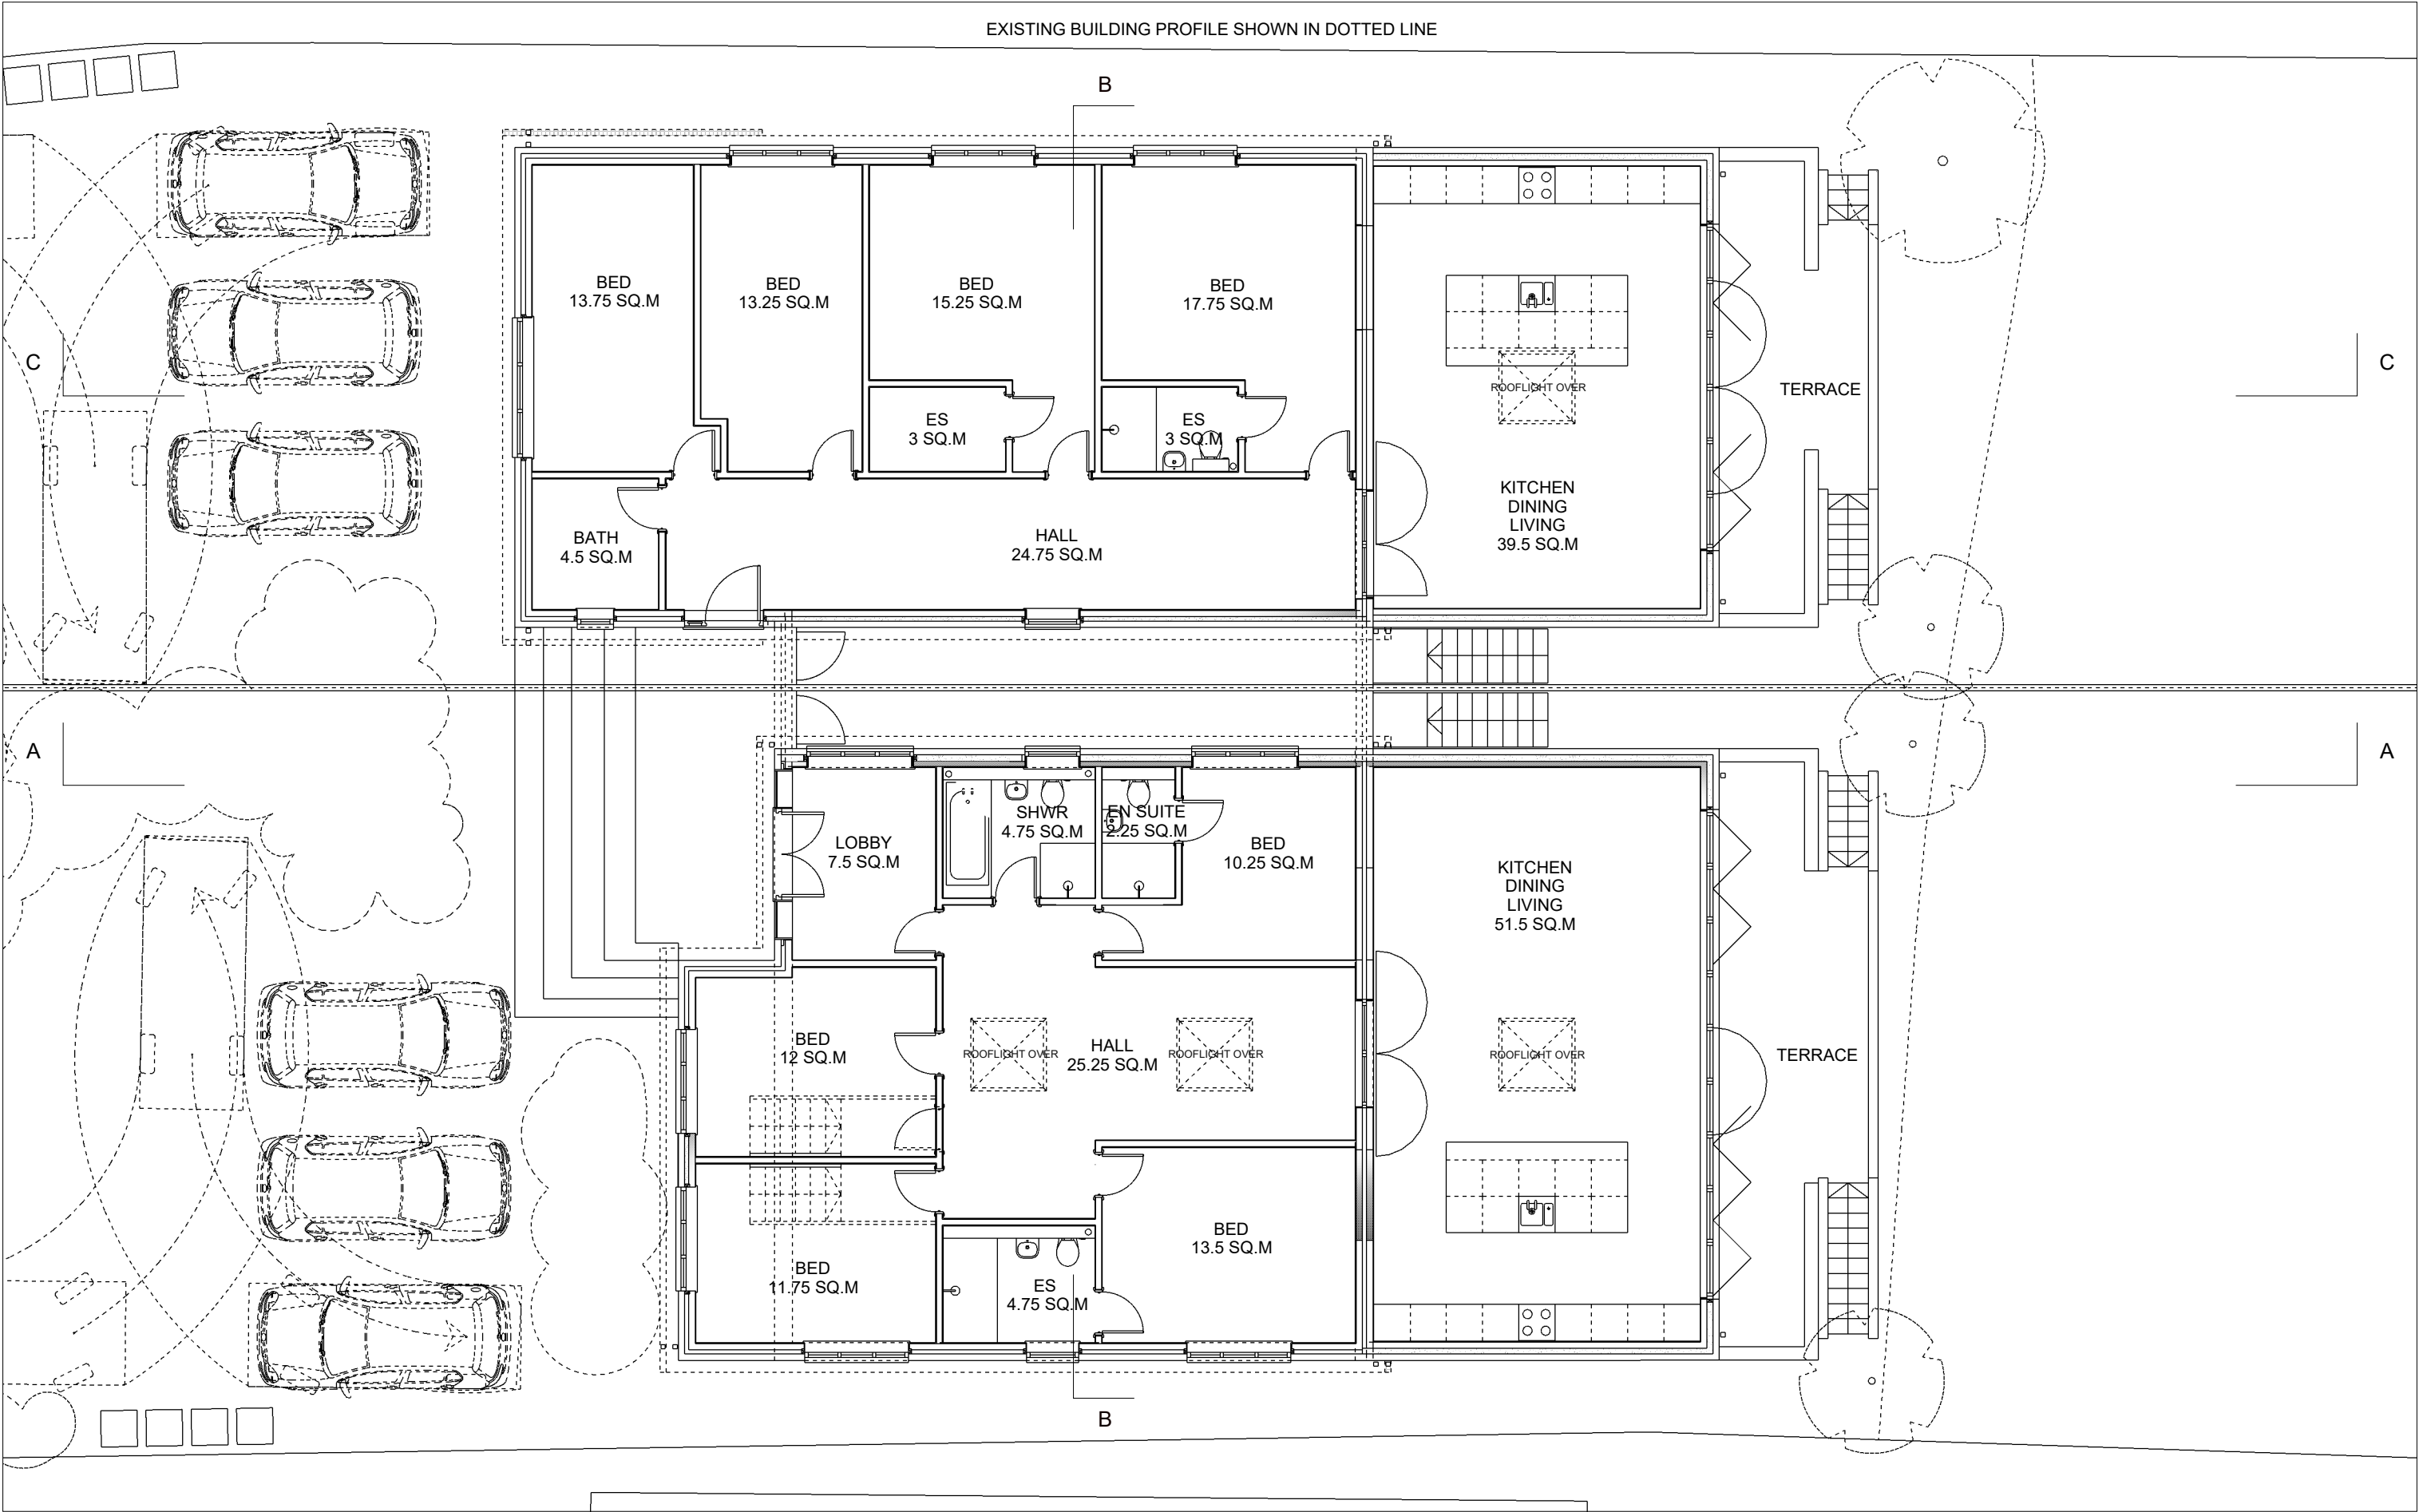 EXISTING BUILDING PROFILE SHOWN IN DOTTED LINE
B
BED
13.75 SQ.M
BED
13.25 SQ.M
BED
15.25 SQ.M
BED
17.75 SQ.M
C
C
ROOFLIGHT OVER
TERRACE
ES
3 SQ.M
ES
3 SQ.M
KITCHEN
DINING
LIVING
39.5 SQ.M
BATH
4.5 SQ.M
HALL
24.75 SQ.M
A
A
LOBBY
7.5 SQ.M
SHWR
4.75 SQ.M
EN SUITE
2.25 SQ.M
BED
10.25 SQ.M
KITCHEN
DINING
LIVING
51.5 SQ.M
BED
12 SQ.M
ROOFLIGHT OVER
HALL
25.25 SQ.M
ROOFLIGHT OVER
ROOFLIGHT OVER
TERRACE
BED
11.75 SQ.M
ES
4.75 SQ.M
BED
13.5 SQ.M
B